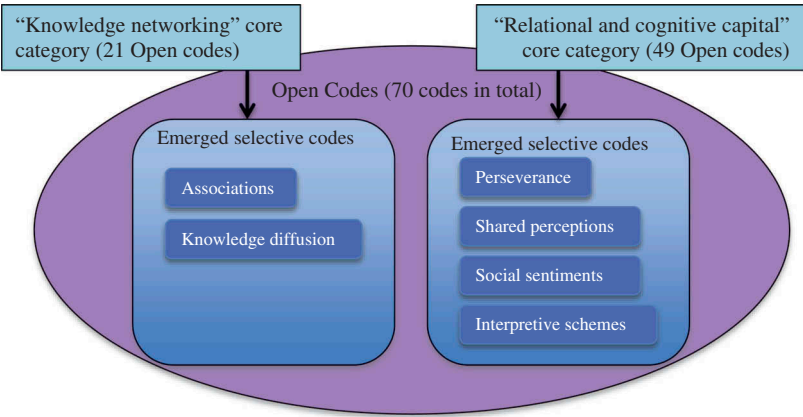 “Knowledge networking” core
category (21 Open codes)
“Relational and cognitive capital”
core category (49 Open codes)
Open Codes (70 codes in total)
Emerged selective codes
Associations
Knowledge diffusion
Emerged selective codes
Perseverance
Shared perceptions
Social sentiments
Interpretive schemes